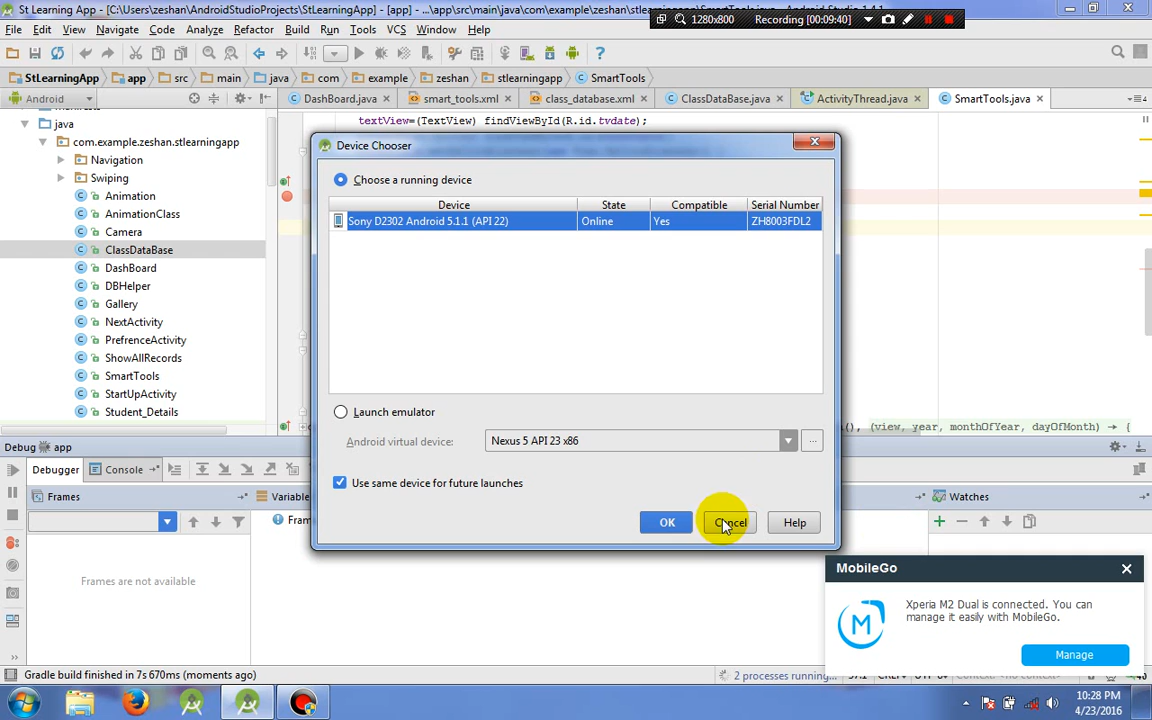 St Learning App - [C:\Users\zeshan\AndroidStudioProjects\StLearningApp] - [app] - ...\app\src\main\java\com\example\zeshan\stlearningapp\
1280x800
Recording [00:09:40]
File Edit View Navigate Code Analyze Refactor Build Run Tools VCS Window Help
StLearningApp app src main java com example zeshan stlearningapp SmartTools
Android
DashBoard.java smart_tools.xml class_database.xml ClassDataBase.java ActivityThread.java SmartTools.java
java
com.example.zeshan.stlearningapp
Navigation
Swiping
Animation
AnimationClass
Camera
ClassDataBase
DashBoard
DBHelper
Gallery
NextActivity
PrefrenceActivity
ShowAllRecords
SmartTools
StartUpActivity
Student_Details
textView=(TextView) findViewById(R.id.tvdate);
(view, year, monthOfYear, dayOfMonth) → {
Device Chooser
Choose a running device
Device State Compatible Serial Number
Sony D2302 Android 5.1.1 (API 22) Online Yes ZH8003FDL2
Launch emulator
Android virtual device: Nexus 5 API 23 x86
...
Use same device for future launches
OK Cancel Help
Debug app
Debugger Console
Frames
Variable
Watches
Frames are not available
MobileGo
Xperia M2 Dual is connected. You can
manage it easily with MobileGo.
Manage
Gradle build finished in 7s 670ms (moments ago)
2 processes running...
10:28 PM
4/23/2016